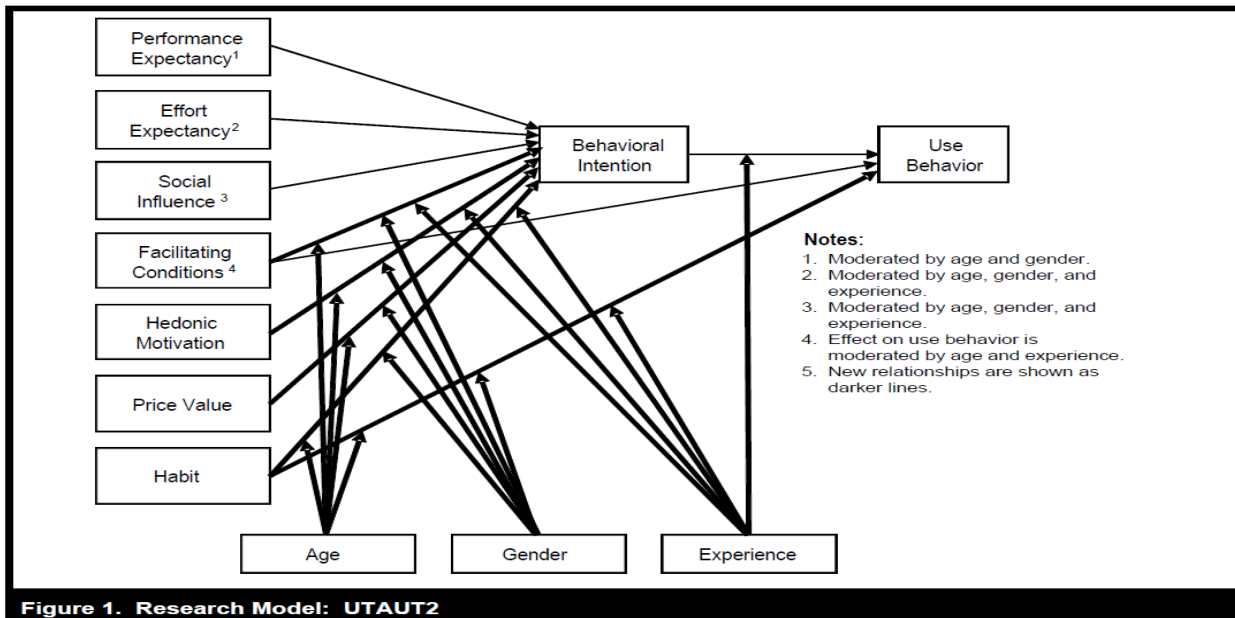 Performance
Expectancy1
Effort
Expectancy2
Social
Influence 3
Facilitating
Conditions 4
Hedonic
Motivation
Price Value
Habit
Behavioral
Intention
Use
Behavior
Notes:
1. Moderated by age and gender.
2. Moderated by age, gender, and
experience.
3. Moderated by age, gender, and
experience.
4. Effect on use behavior is
moderated by age and experience.
5. New relationships are shown as
darker lines.
Age
Gender
Experience
Figure 1. Research Model: UTAUT2